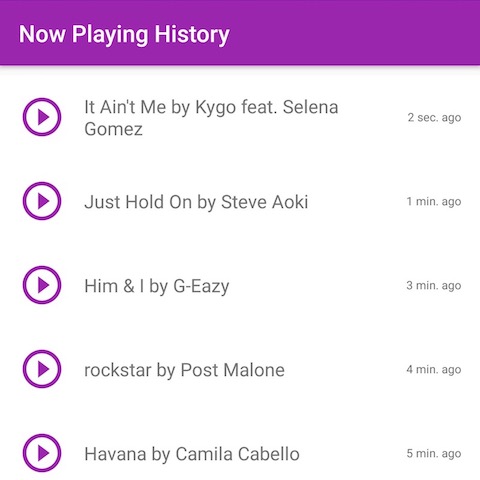 Now Playing History
It Ain't Me by Kygo feat. Selena
Gomez
2 sec. ago
Just Hold On by Steve Aoki
1 min. ago
Him & I by G-Eazy
3 min. ago
rockstar by Post Malone
4 min. ago
Havana by Camila Cabello
5 min. ago